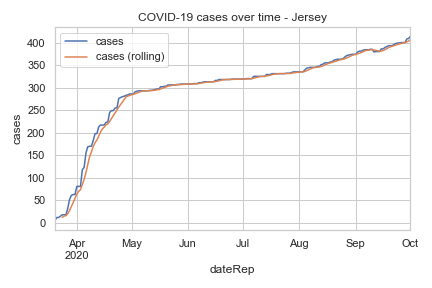 COVID-19 cases over time - Jersey
cases
cases (rolling)
400
350
300
250
200
150
100
50
0
cases
Apr
2020
May
Jun
Jul
Aug
Sep
Oct
dateRep